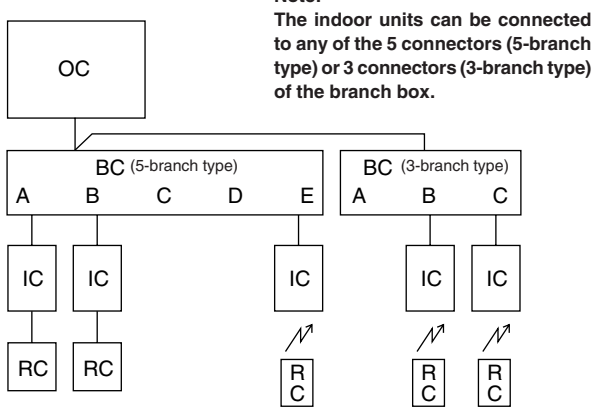 The indoor units can be connected
to any of the 5 connectors (5-branch
type) or 3 connectors (3-branch type)
of the branch box.
OC
BC (5-branch type)
A B C D E
BC (3-branch type)
A B C
IC IC IC IC IC
RC RC
R
C
R
C
R
C